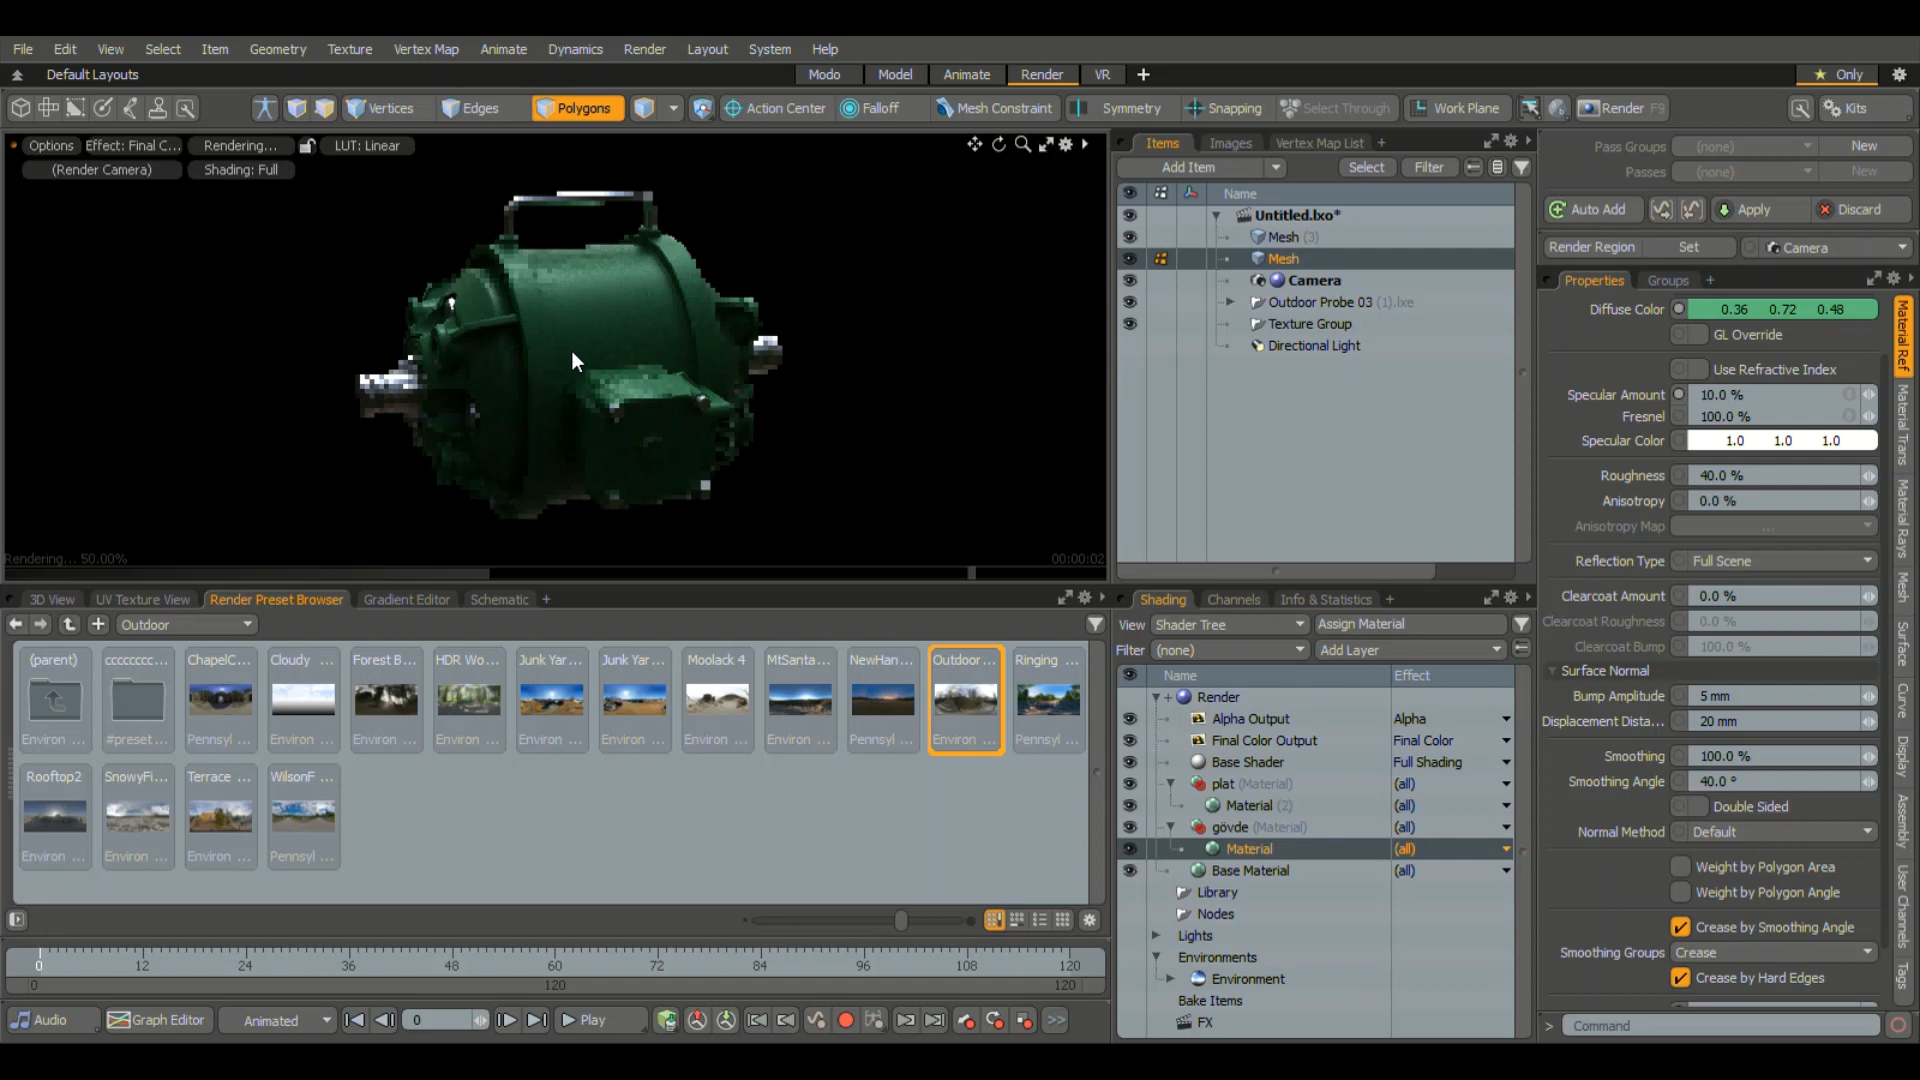 File Edit View Select Item Geometry Texture Vertex Map Animate Dynamics Render Layout System Help
Default Layouts Modo Model Animate Render VR + Only
Vertices Edges Polygons Action Center Falloff Mesh Constraint Symmetry Snapping Select Through Work Plane Render F9 Kits
Options Effect: Final C... Rendering... LUT: Linear
(Render Camera) Shading: Full
Rendering... 50.00% 00:00:02
Items Images Vertex Map List +
Add Item Select Filter
Name
Untitled.lxo*
Mesh (3)
Mesh
Camera
Outdoor Probe 03 (1).lxe
Texture Group
Directional Light
Pass Groups (none) New
Passes (none) New
Auto Add Apply Discard
Render Region Set Camera
Properties Groups +
Diffuse Color 0.36 0.72 0.48
GL Override
Use Refractive Index
Specular Amount 10.0 %
Fresnel 100.0 %
Specular Color 1.0 1.0 1.0
Roughness 40.0 %
Anisotropy 0.0 %
Anisotropy Map ...
Reflection Type Full Scene
Clearcoat Amount 0.0 %
Clearcoat Roughness 0.0 %
Clearcoat Bump 100.0 %
Surface Normal
Bump Amplitude 5 mm
Displacement Dista... 20 mm
Smoothing 100.0 %
Smoothing Angle 40.0 °
Double Sided
Normal Method Default
Weight by Polygon Area
Weight by Polygon Angle
Crease by Smoothing Angle
Smoothing Groups Crease
Crease by Hard Edges
> Command
Material Ref
Material Trans
Material Rays
Mesh
Surface
Curve
Display
Assembly
User Channels
Tags
3D View UV Texture View Render Preset Browser Gradient Editor Schematic +
Outdoor
(parent) cccccccc... ChapelC... Cloudy ... Forest B... HDR Wo... Junk Yar... Junk Yar... Moolack 4 MtSanta... NewHan... Outdoor... Ringing ...
Environ ... #preset ... Pennsyl ... Environ ... Environ ... Environ ... Environ ... Environ ... Environ ... Environ ... Pennsyl ... Environ ... Pennsyl ...
Rooftop2 SnowyFi... Terrace ... WilsonF ...
Environ ... Environ ... Environ ... Pennsyl ...
Shading Channels Info & Statistics +
View Shader Tree Assign Material
Filter (none) Add Layer
Name Effect
Render
Alpha Output Alpha
Final Color Output Final Color
Base Shader Full Shading
plat (Material) (all)
Material (2) (all)
gövde (Material) (all)
Material (all)
Base Material (all)
Library
Nodes
Lights
Environments
Environment
Bake Items
FX
0 12 24 36 48 60 72 84 96 108 120
0 120 120
Audio Graph Editor Animated 0 Play >>